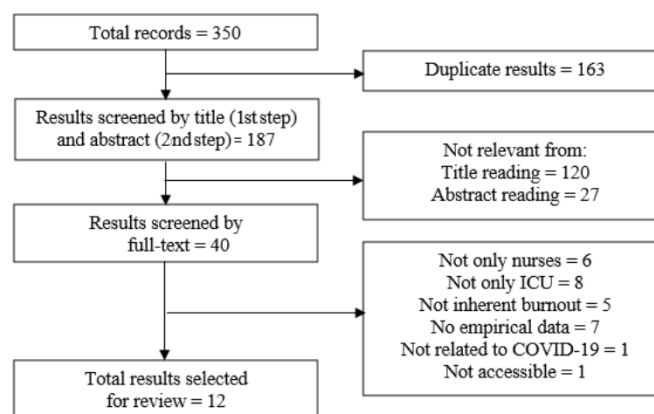 Total records = 350
Duplicate results = 163
Results screened by title (1st step)
and abstract (2nd step) = 187
Not relevant from:
Title reading = 120
Abstract reading = 27
Results screened by
full-text = 40
Not only nurses = 6
Not only ICU = 8
Not inherent burnout = 5
No empirical data = 7
Not related to COVID-19 = 1
Not accessible = 1
Total results selected
for review = 12